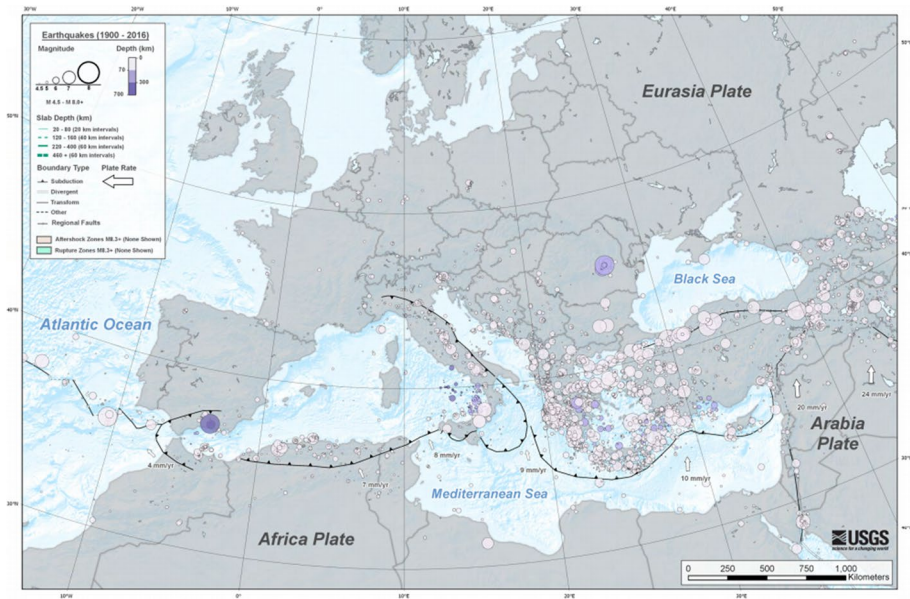 30°W
20°W
10°W
0°
10°E
20°E
30°E
40°E
50°E
Earthquakes (1900 - 2016)
Magnitude
Depth (km)
0
70
300
700
4.5 5 6 7 8
M 4.5 - M 8.8+
Slab Depth (km)
20 - 80 (20 km intervals)
120 - 160 (40 km intervals)
220 - 400 (60 km intervals)
460 + (60 km intervals)
Boundary Type
Plate Rate
Subduction
Divergent
Transform
Other
Regional Faults
Aftershock Zones M8.3+ (None Shown)
Rupture Zones M8.3+ (None Shown)
Eurasia Plate
Black Sea
Atlantic Ocean
20 mm/yr
24 mm/yr
Arabia
Plate
4 mm/yr
8 mm/yr
7 mm/yr
9 mm/yr
10 mm/yr
Mediterranean Sea
Africa Plate
USGS
science for a changing world
0 250 500 750 1,000
Kilometers
10°W
0°
10°E
20°E
30°E